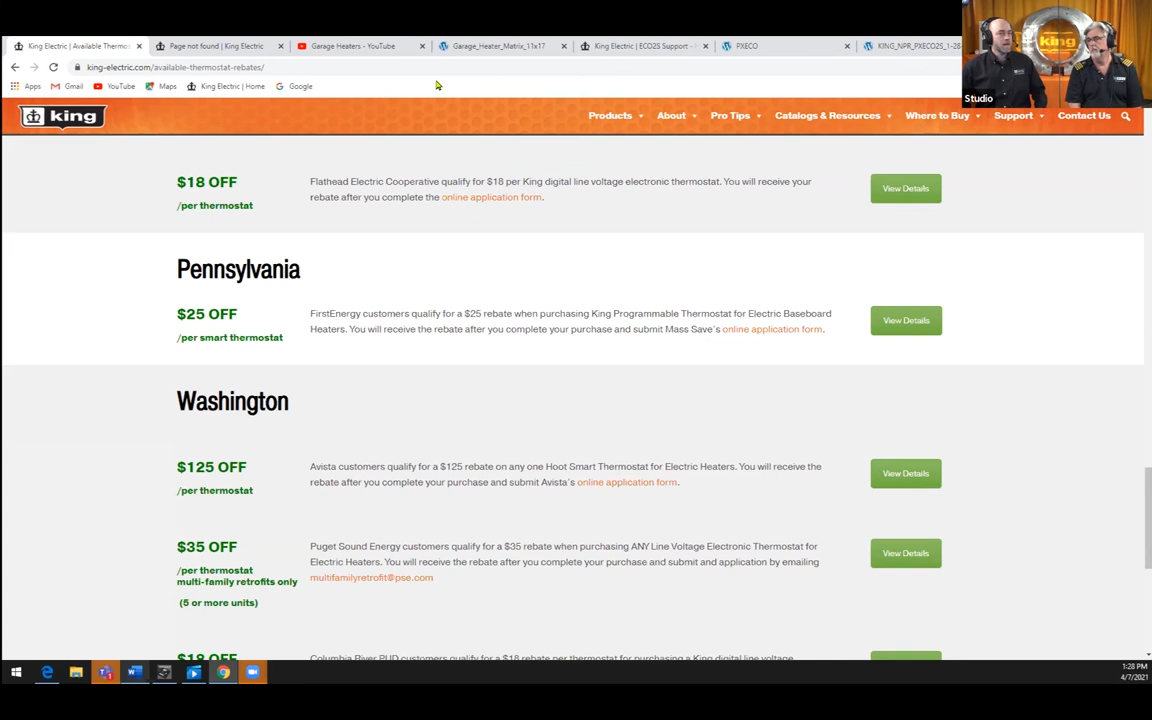 King Electric | Available Thermos
Page not found | King Electric
Garage Heaters - YouTube
Garage_Heater_Matrix_11x17
King Electric | ECO2S Support -
PXECO
KING_NPR_PXECO2S_1-28
king-electric.com/available-thermostat-rebates/
Apps
Gmail
YouTube
Maps
King Electric | Home
Google
king
Studio
king
Products
About
Pro Tips
Catalogs & Resources
Where to Buy
Support
Contact Us
$18 OFF
/per thermostat
Flathead Electric Cooperative qualify for $18 per King digital line voltage electronic thermostat. You will receive your
rebate after you complete the online application form.
View Details
Pennsylvania
$25 OFF
/per smart thermostat
FirstEnergy customers qualify for a $25 rebate when purchasing King Programmable Thermostat for Electric Baseboard
Heaters. You will receive the rebate after you complete your purchase and submit Mass Save's online application form.
View Details
Washington
$125 OFF
/per thermostat
Avista customers qualify for a $125 rebate on any one Hoot Smart Thermostat for Electric Heaters. You will receive the
rebate after you complete your purchase and submit Avista's online application form.
View Details
$35 OFF
/per thermostat
multi-family retrofits only
(5 or more units)
Puget Sound Energy customers qualify for a $35 rebate when purchasing ANY Line Voltage Electronic Thermostat for
Electric Heaters. You will receive the rebate after you complete your purchase and submit and application by emailing
multifamilyretrofit@pse.com
View Details
$18 OFF
Columbia River PUD customers qualify for a $18 rebate per thermostat for purchasing a King digital line voltage
1:28 PM
4/7/2021